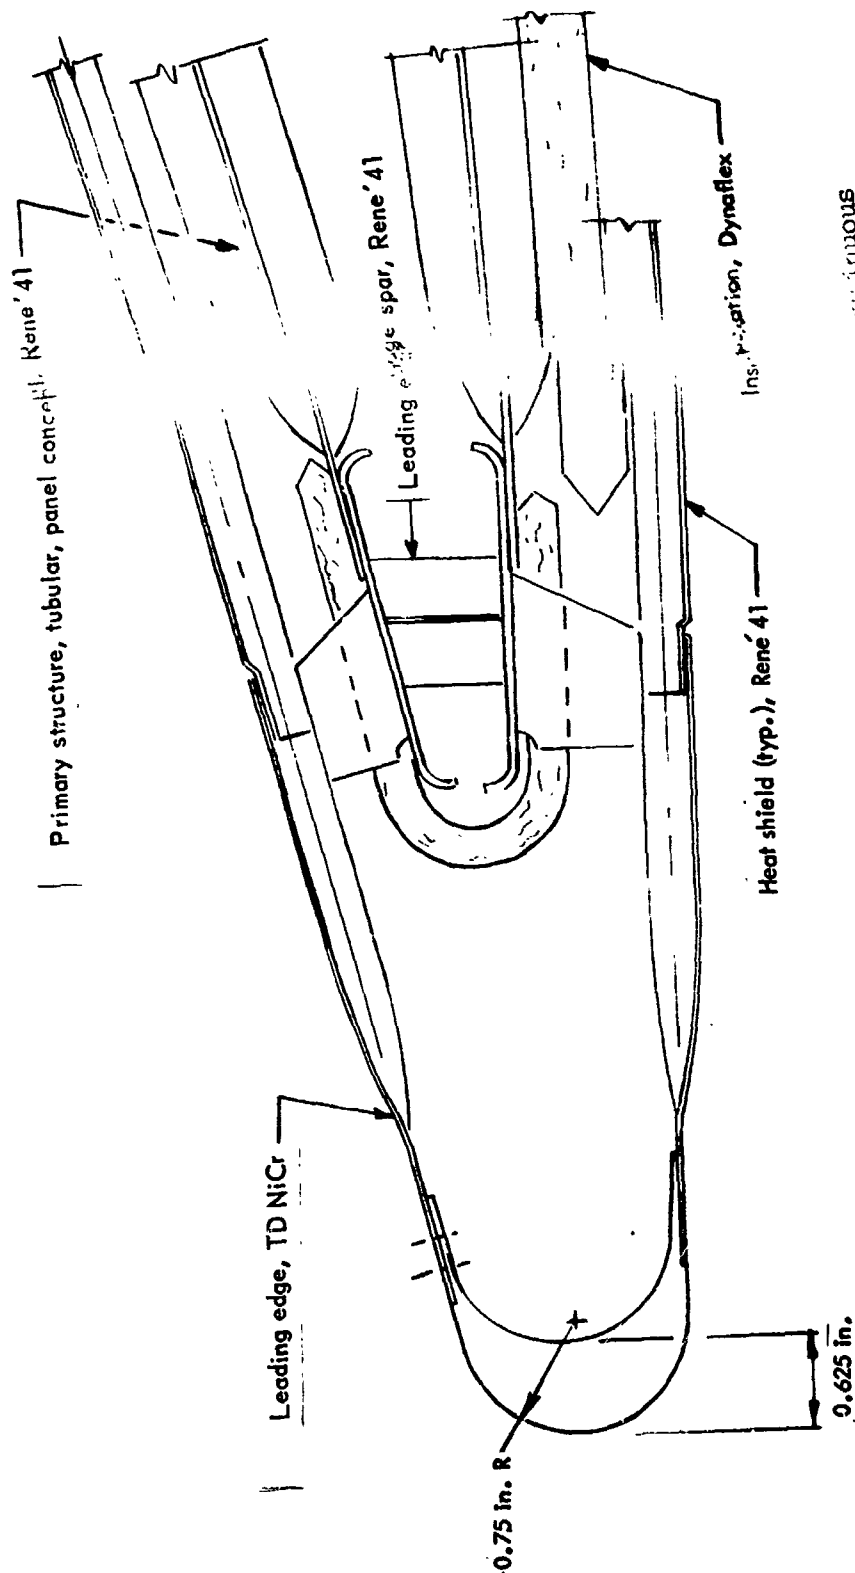 Primary structure, tubular, panel concept, Rene' 41
Leading edge spar, Rene' 41
Insulation, Dynaflex
Heat shield (typ.), René 41
Leading edge, TD NiCr
0.75 in. R
0.625 in.